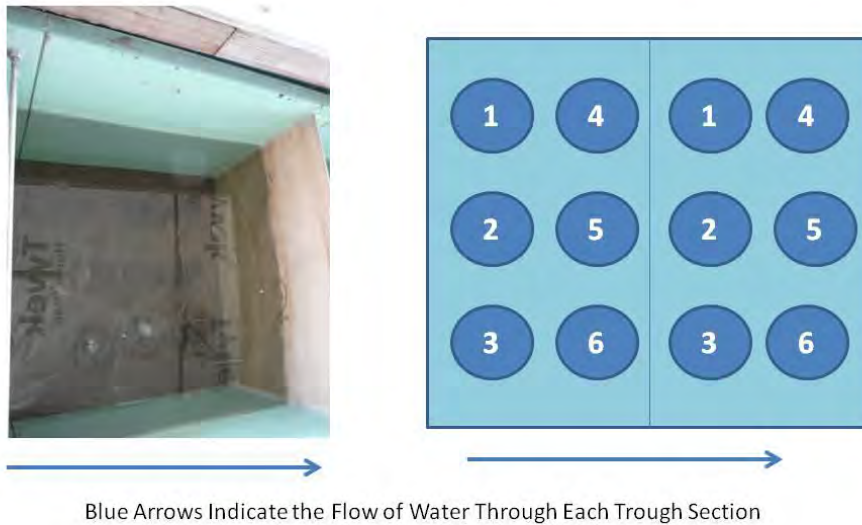 Tyvek
1 4 1 4
2 5 2 5
3 6 3 6
Blue Arrows Indicate the Flow of Water Through Each Trough Section